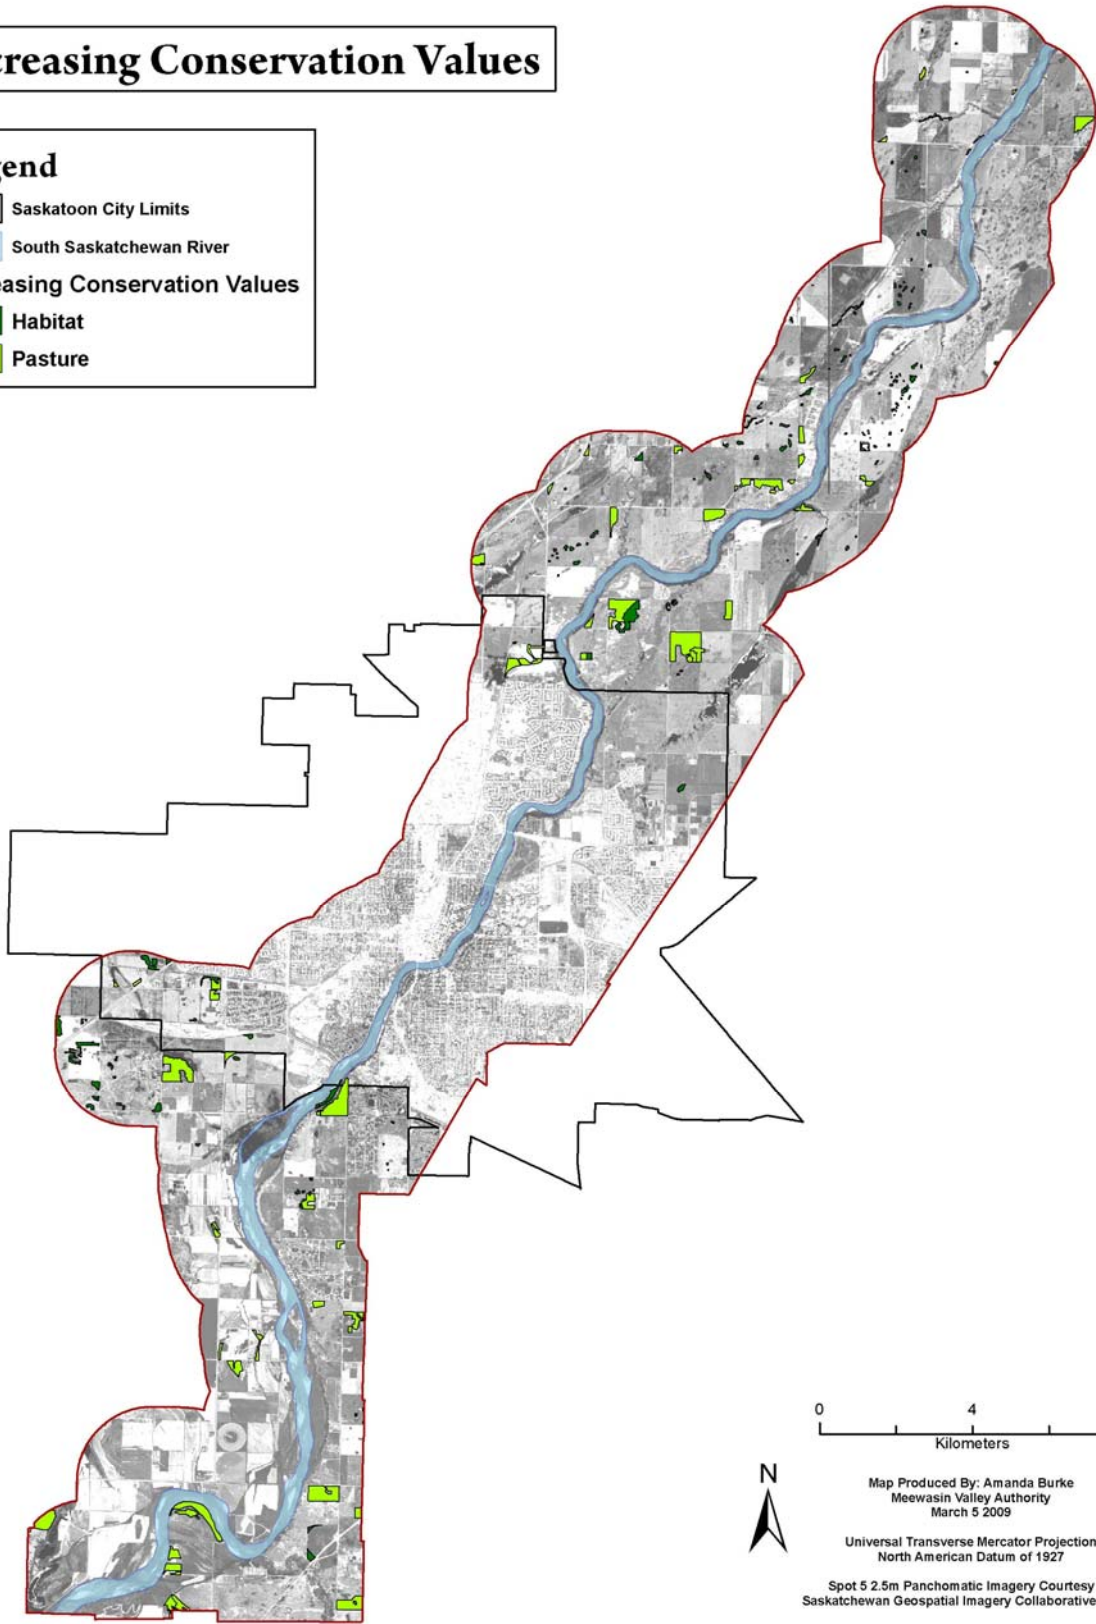 creasing Conservation Values
gend
Saskatoon City Limits
South Saskatchewan River
easing Conservation Values
Habitat
Pasture
0 4
Kilometers
N
Map Produced By: Amanda Burke
Meewasin Valley Authority
March 5 2009
Universal Transverse Mercator Projection
North American Datum of 1927
Spot 5 2.5m Panchomatic Imagery Courtesy
Saskatchewan Geospatial Imagery Collaborative